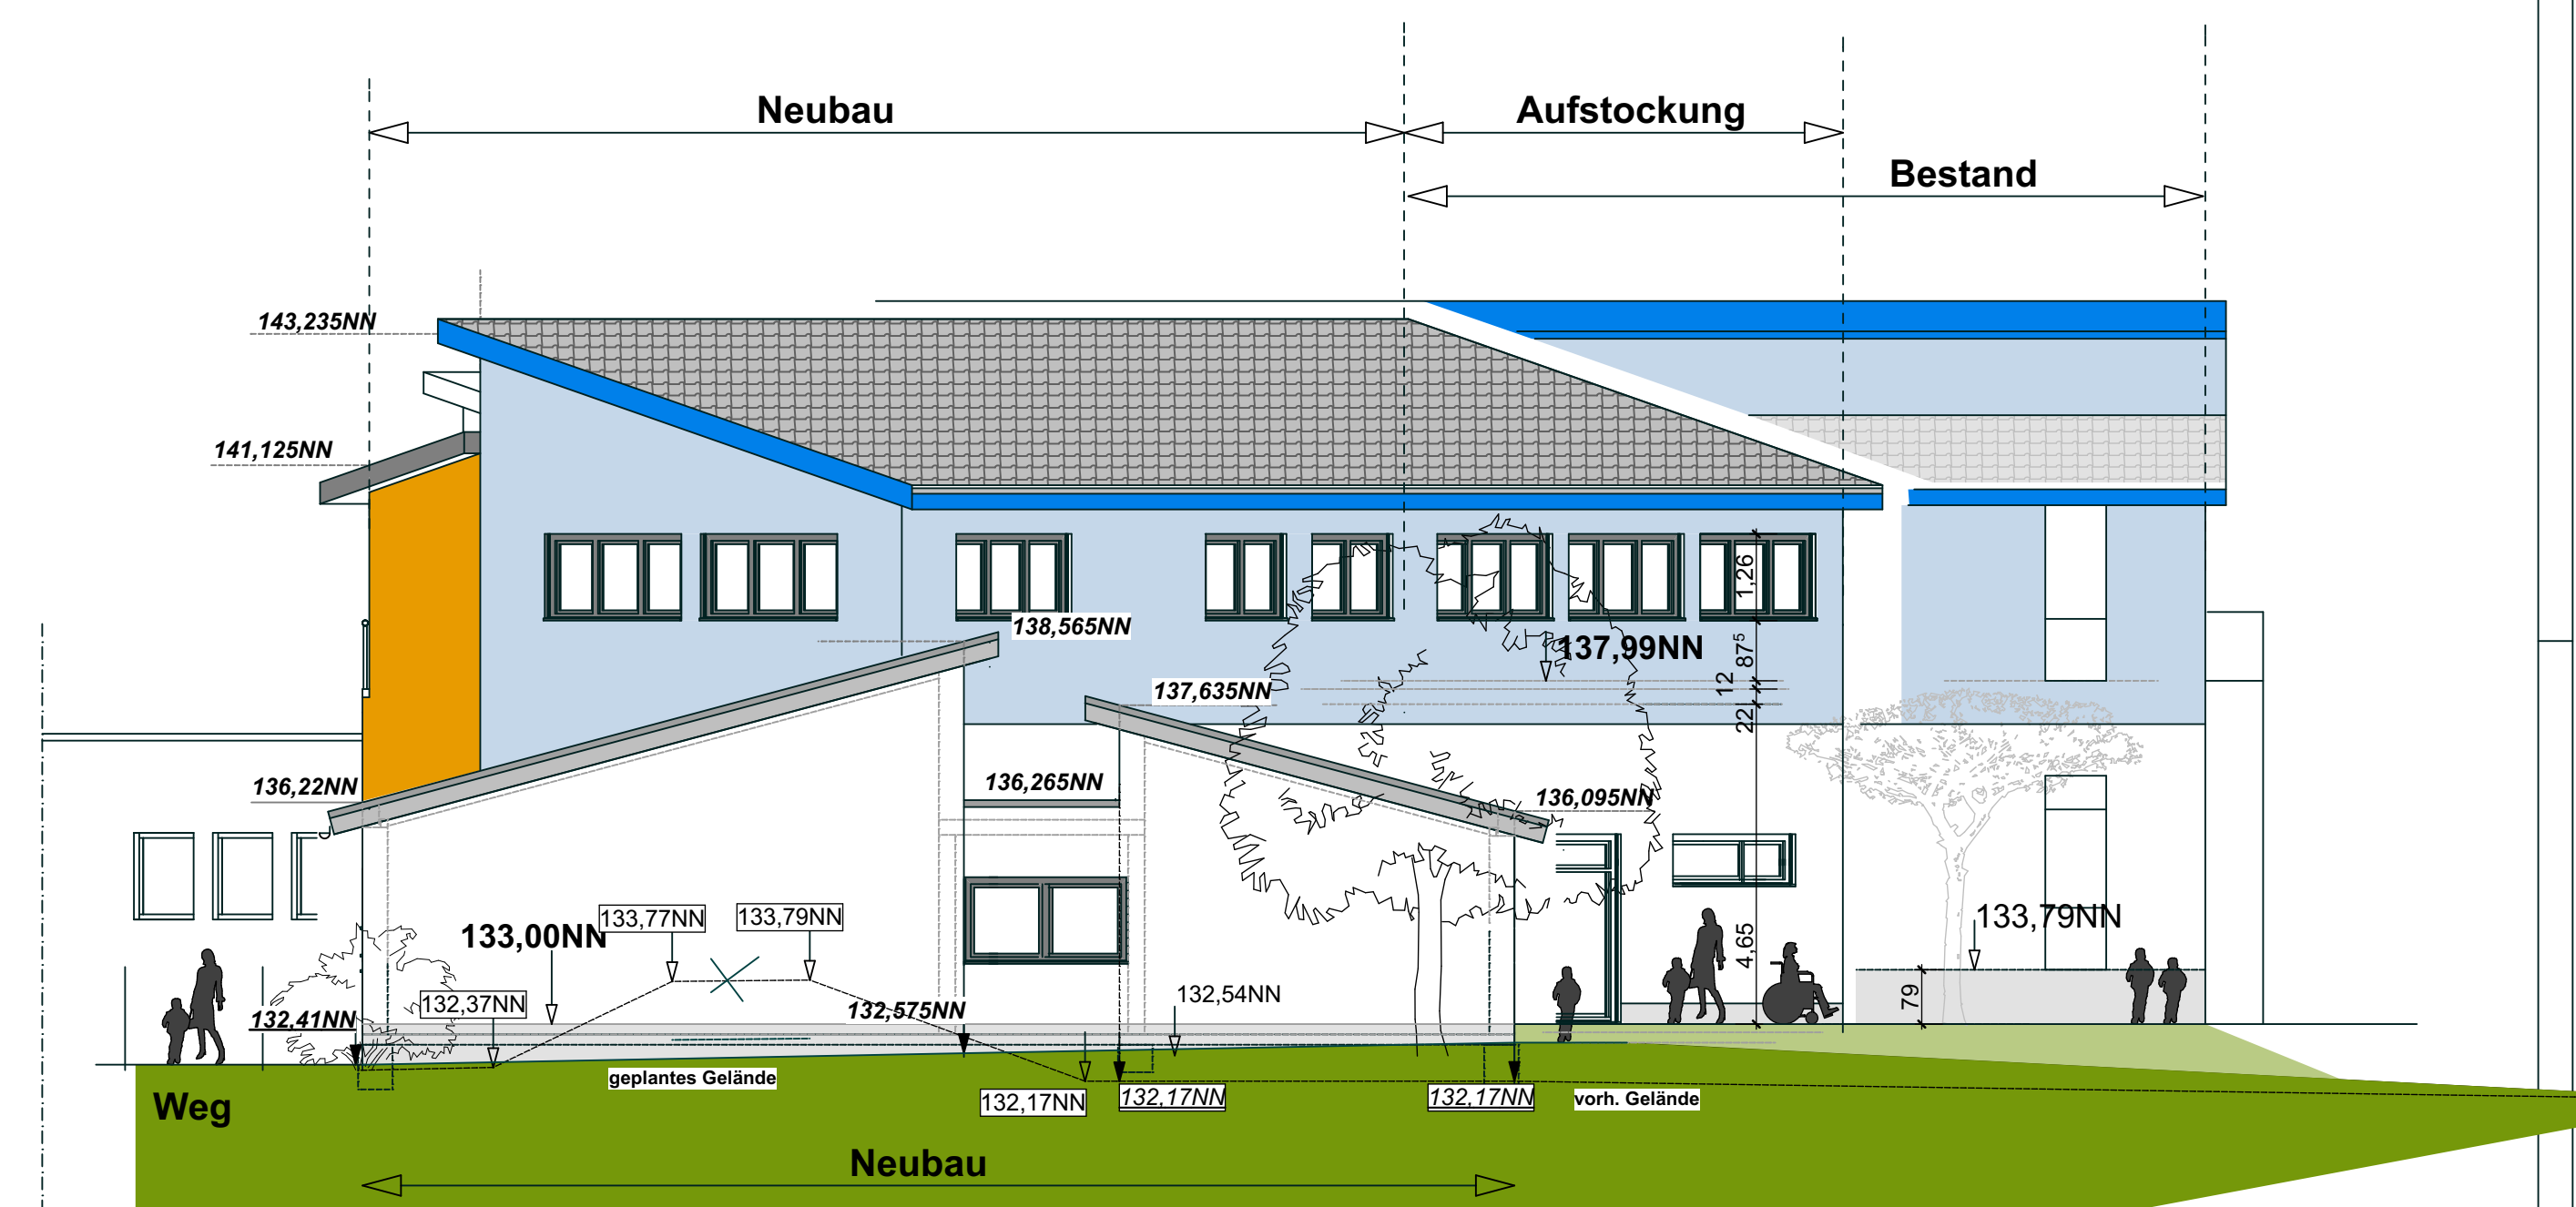 Neubau
Aufstockung
Bestand
143,235NN
141,125NN
1,26
138,565NN
137,99NN
87⁵
12
137,635NN
22
136,22NN
136,265NN
136,095NN
133,77NN
133,79NN
133,00NN
133,79NN
4,65
132,37NN
132,54NN
79
132,41NN
132,575NN
geplantes Gelände
132,17NN
132,17NN
132,17NN
vorh. Gelände
Weg
Neubau